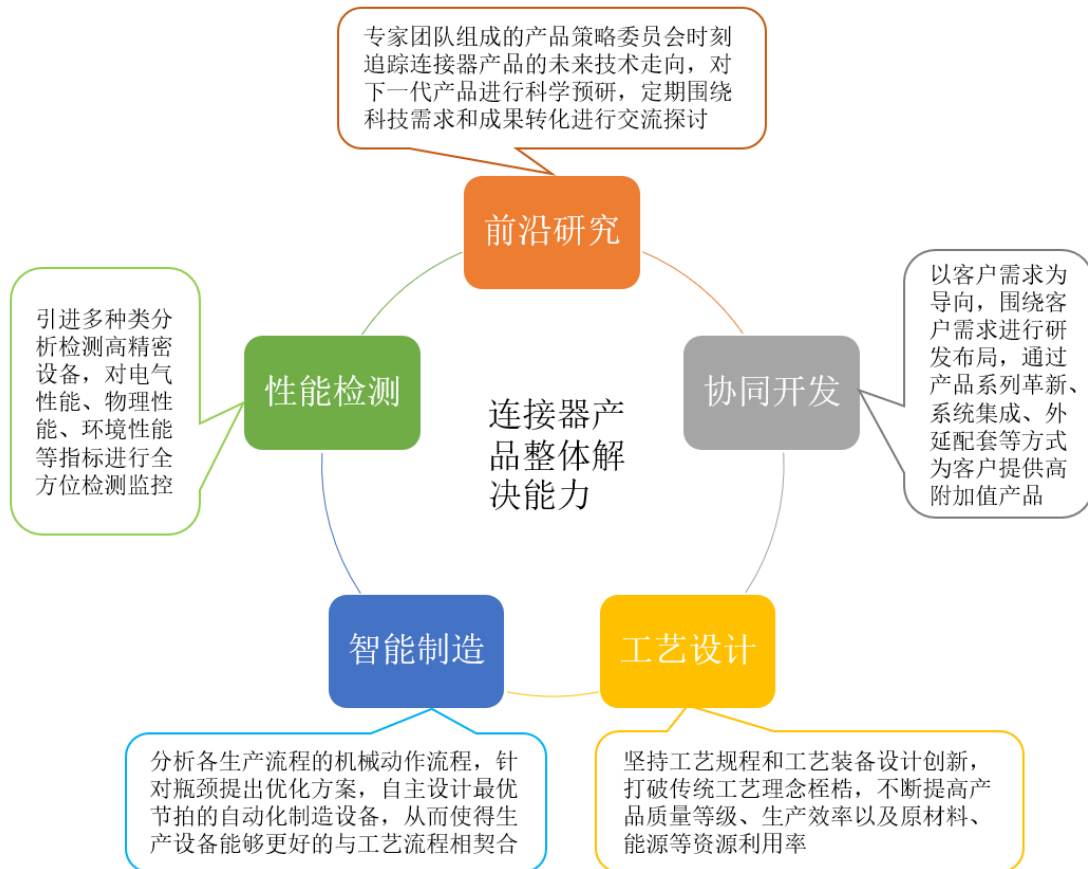 专家团队组成的产品策略委员会时刻
追踪连接器产品的未来技术走向，对
下一代产品进行科学预研，定期围绕
科技需求和成果转化进行交流探讨
前沿研究
以客户需求为
导向，围绕客
户需求进行研
发布局，通过
产品系列革新、
系统集成、外
延配套等方式
为客户提供高
附加值产品
协同开发
引进多种类分
析检测高精密
设备，对电气
性能、物理性
能、环境性能
等指标进行全
方位检测监控
性能检测
连接器产
品整体解
决能力
智能制造
工艺设计
分析各生产流程的机械动作流程，针
对瓶颈提出优化方案，自主设计最优
节拍的自动化制造设备，从而使得生
产设备能够更好的与工艺流程相契合
坚持工艺规程和工艺装备设计创新，
打破传统工艺理念桎梏，不断提高产
品质量等级、生产效率以及原材料、
能源等资源利用率